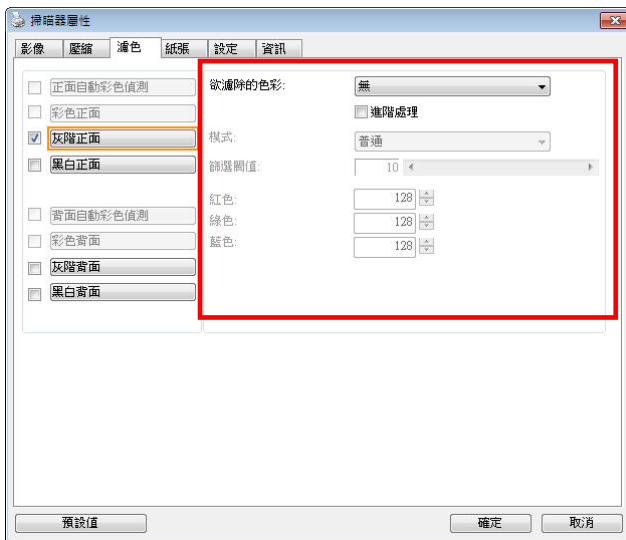 掃瞄器屬性
影像 壓縮 濾色 紙張 設定 資訊
正面自動彩色偵測
彩色正面
灰階正面
黑白正面
背面自動彩色偵測
彩色背面
灰階背面
黑白背面
欲濾除的色彩: 無
進階處理
模式: 普通
篩選閥值: 10
紅色: 128
綠色: 128
藍色: 128
預設值 確定 取消